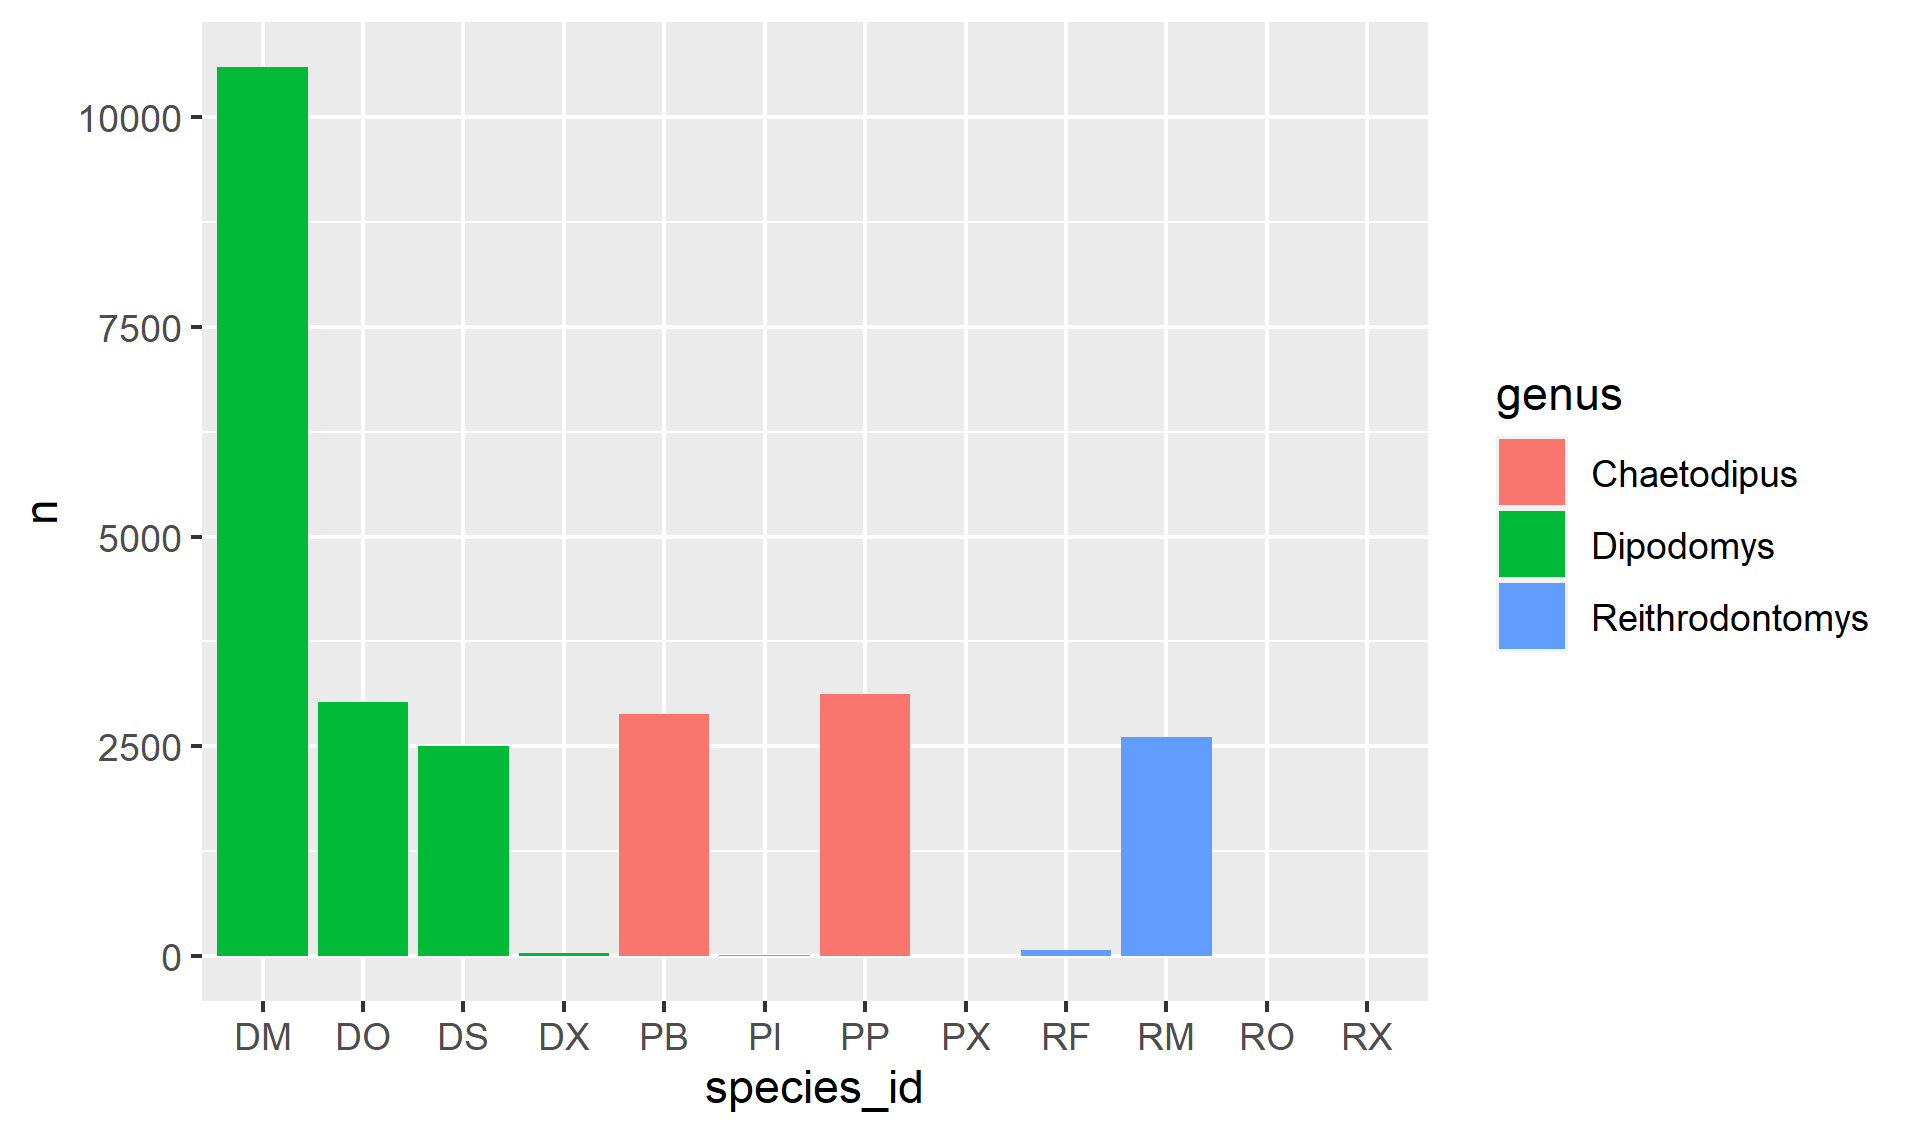 10000
7500
5000
2500
0
n
DM DO DS DX PB PI PP PX RF RM RO RX
species_id
genus
Chaetodipus
Dipodomys
Reithrodontomys